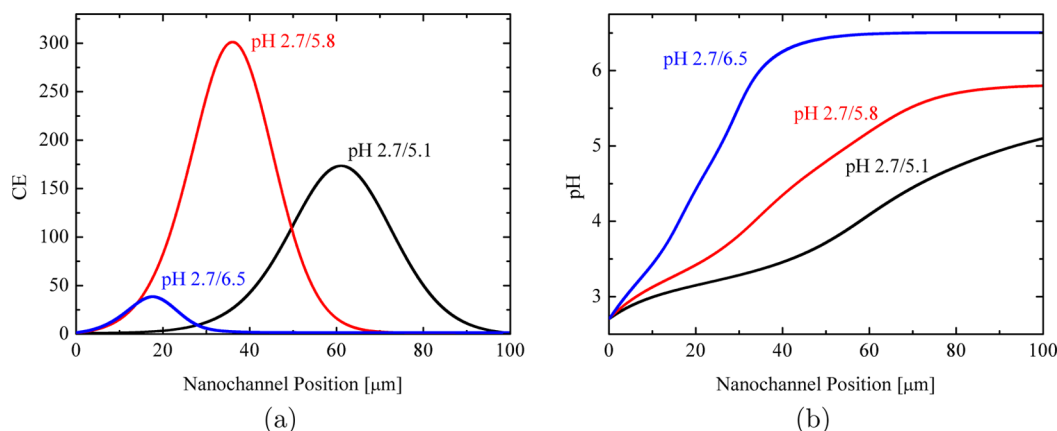 300
250
200
150
100
50
0
CE
pH 2.7/5.8
pH 2.7/5.1
pH 2.7/6.5
0 20 40 60 80 100
Nanochannel Position [μm]
(a)
6
5
4
3
pH
pH 2.7/6.5
pH 2.7/5.8
pH 2.7/5.1
0 20 40 60 80 100
Nanochannel Position [μm]
(b)